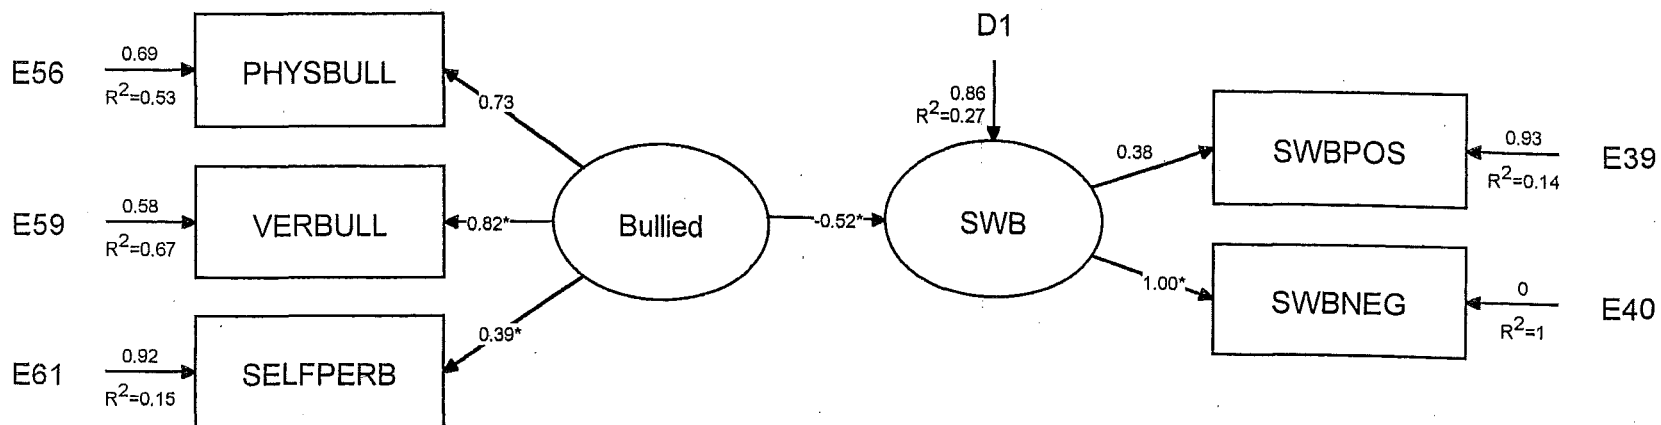 D1
E56
0.69
R²=0.53
PHYSBULL
0.73
0.86
R²=0.27
0.38
SWBPOS
0.93
R²=0.14
E39
E59
0.58
R²=0.67
VERBULL
0.82*
Bullied
-0.52*
SWB
1.00*
SWBNEG
0
R²=1
E40
E61
0.92
R²=0.15
SELFPERB
0.39*